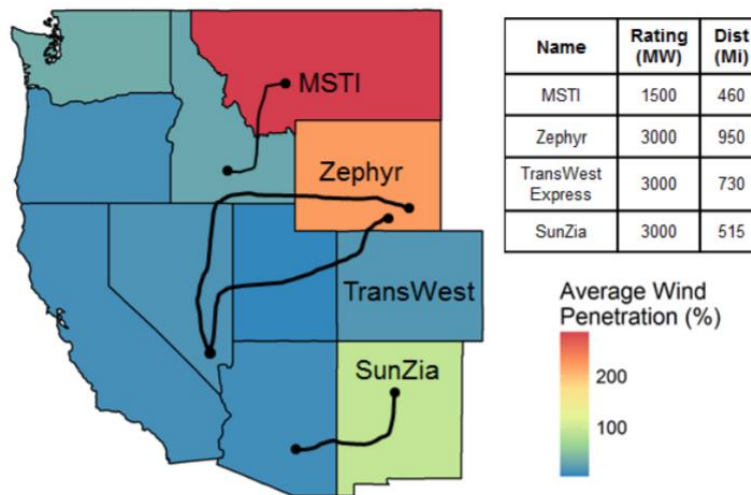 MSTI
Zephyr
TransWest
SunZia
Name Rating (MW) Dist (Mi)
MSTI 1500 460
Zephyr 3000 950
TransWest Express 3000 730
SunZia 3000 515
Average Wind
Penetration (%)
200
100